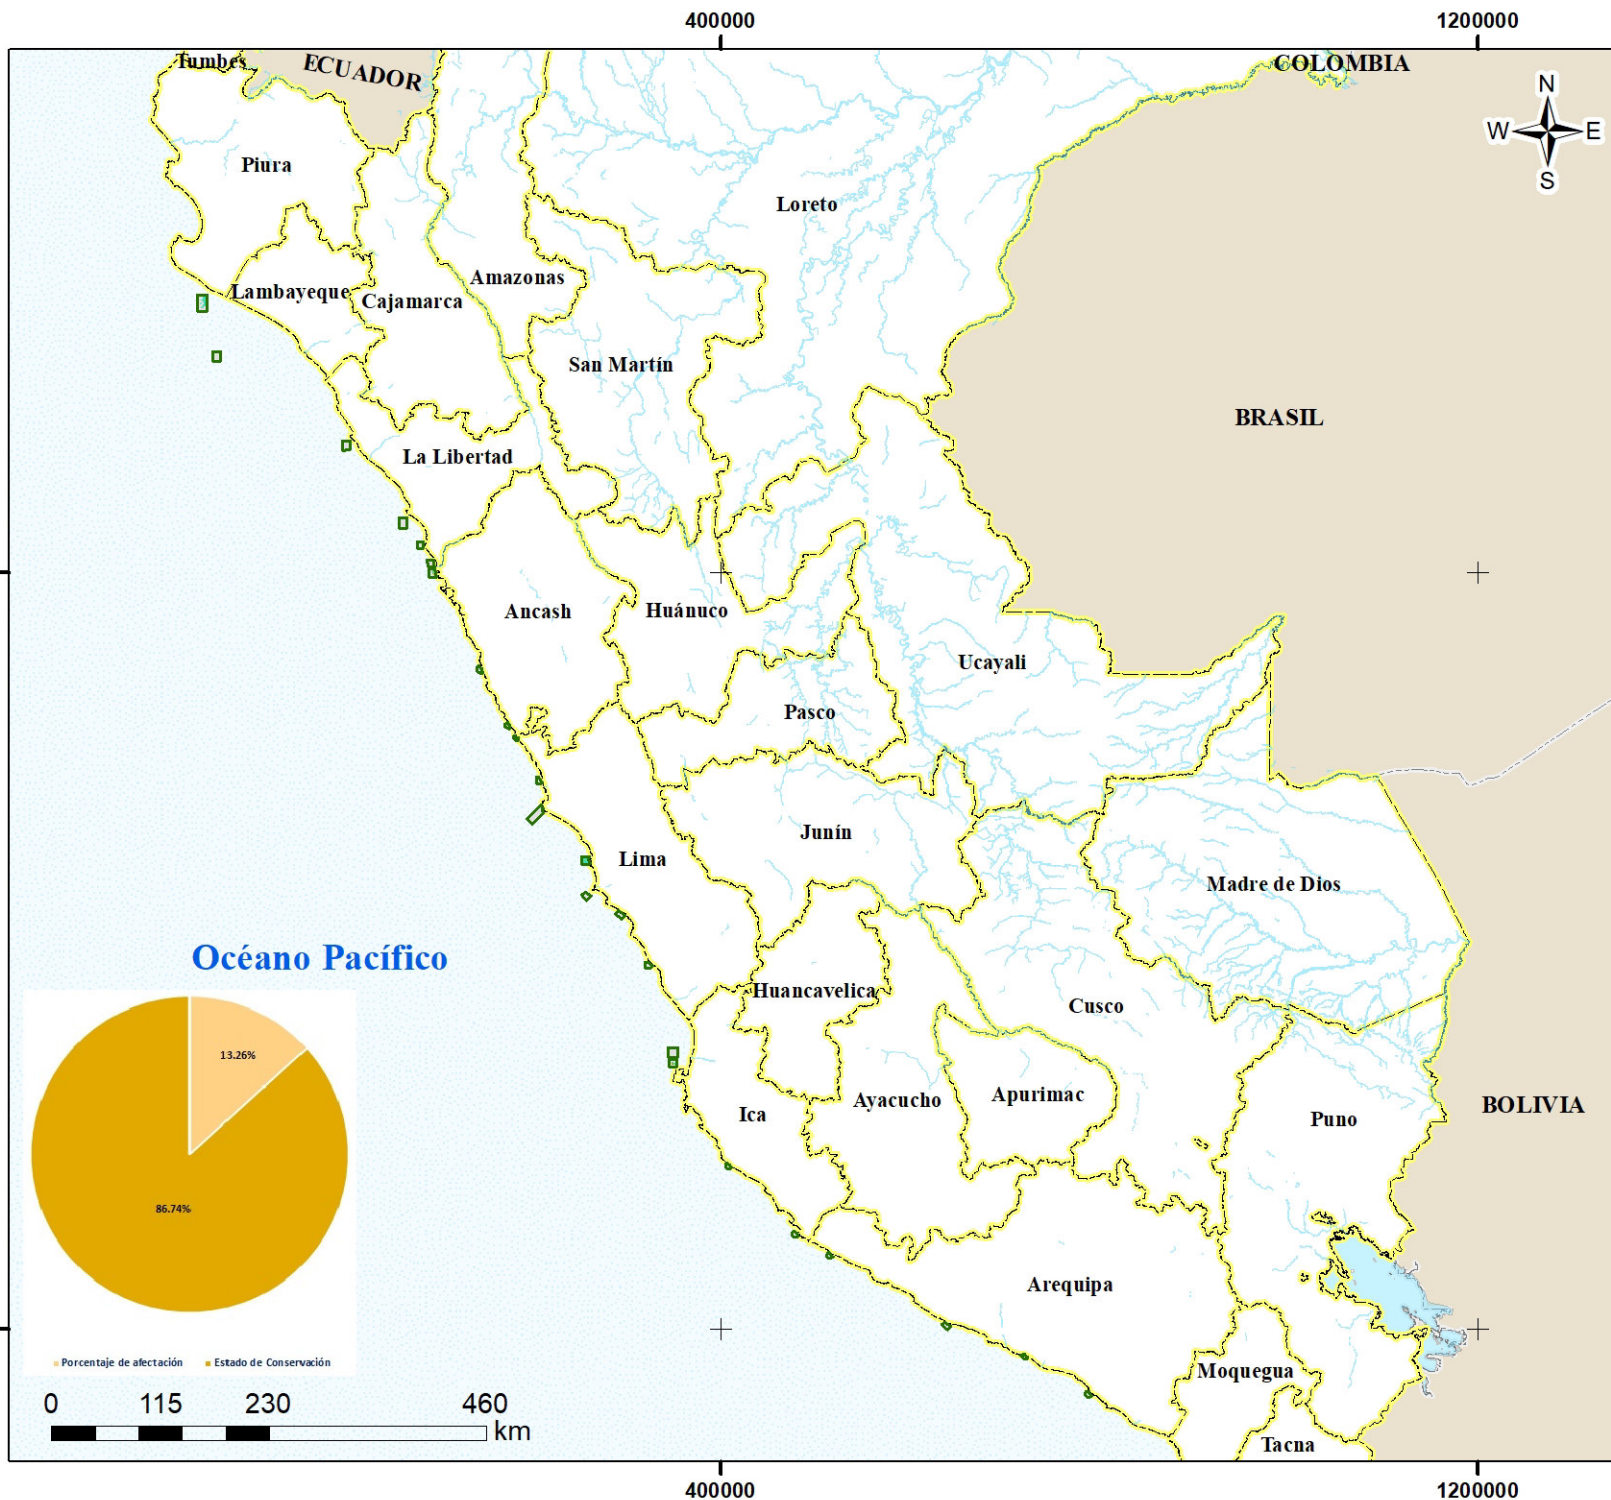 400000
1200000
Tumbes
ECUADOR
COLOMBIA
N
W
E
S
Piura
Loreto
Amazonas
Lambayeque
Cajamarca
San Martín
BRASIL
La Libertad
Ancash
Huánuco
Ucayali
Pasco
Junín
Lima
Madre de Dios
Océano Pacífico
Huancavelica
Cusco
13.26%
Apurimac
Ayacucho
Ica
BOLIVIA
Puno
86.74%
Arequipa
Porcentaje de afectación
Estado de Conservación
Moquegua
0 115 230 460
km
Tacna
400000
1200000